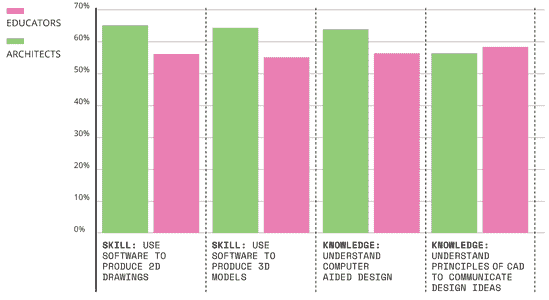 EDUCATORS
ARCHITECTS
70%
60%
50%
40%
30%
20%
10%
0%
SKILL: USE
SOFTWARE TO
PRODUCE 2D
DRAWINGS
SKILL: USE
SOFTWARE TO
PRODUCE 3D
MODELS
KNOWLEDGE:
UNDERSTAND
COMPUTER
AIDED DESIGN
KNOWLEDGE:
UNDERSTAND
PRINCIPLES OF CAD
TO COMMUNICATE
DESIGN IDEAS